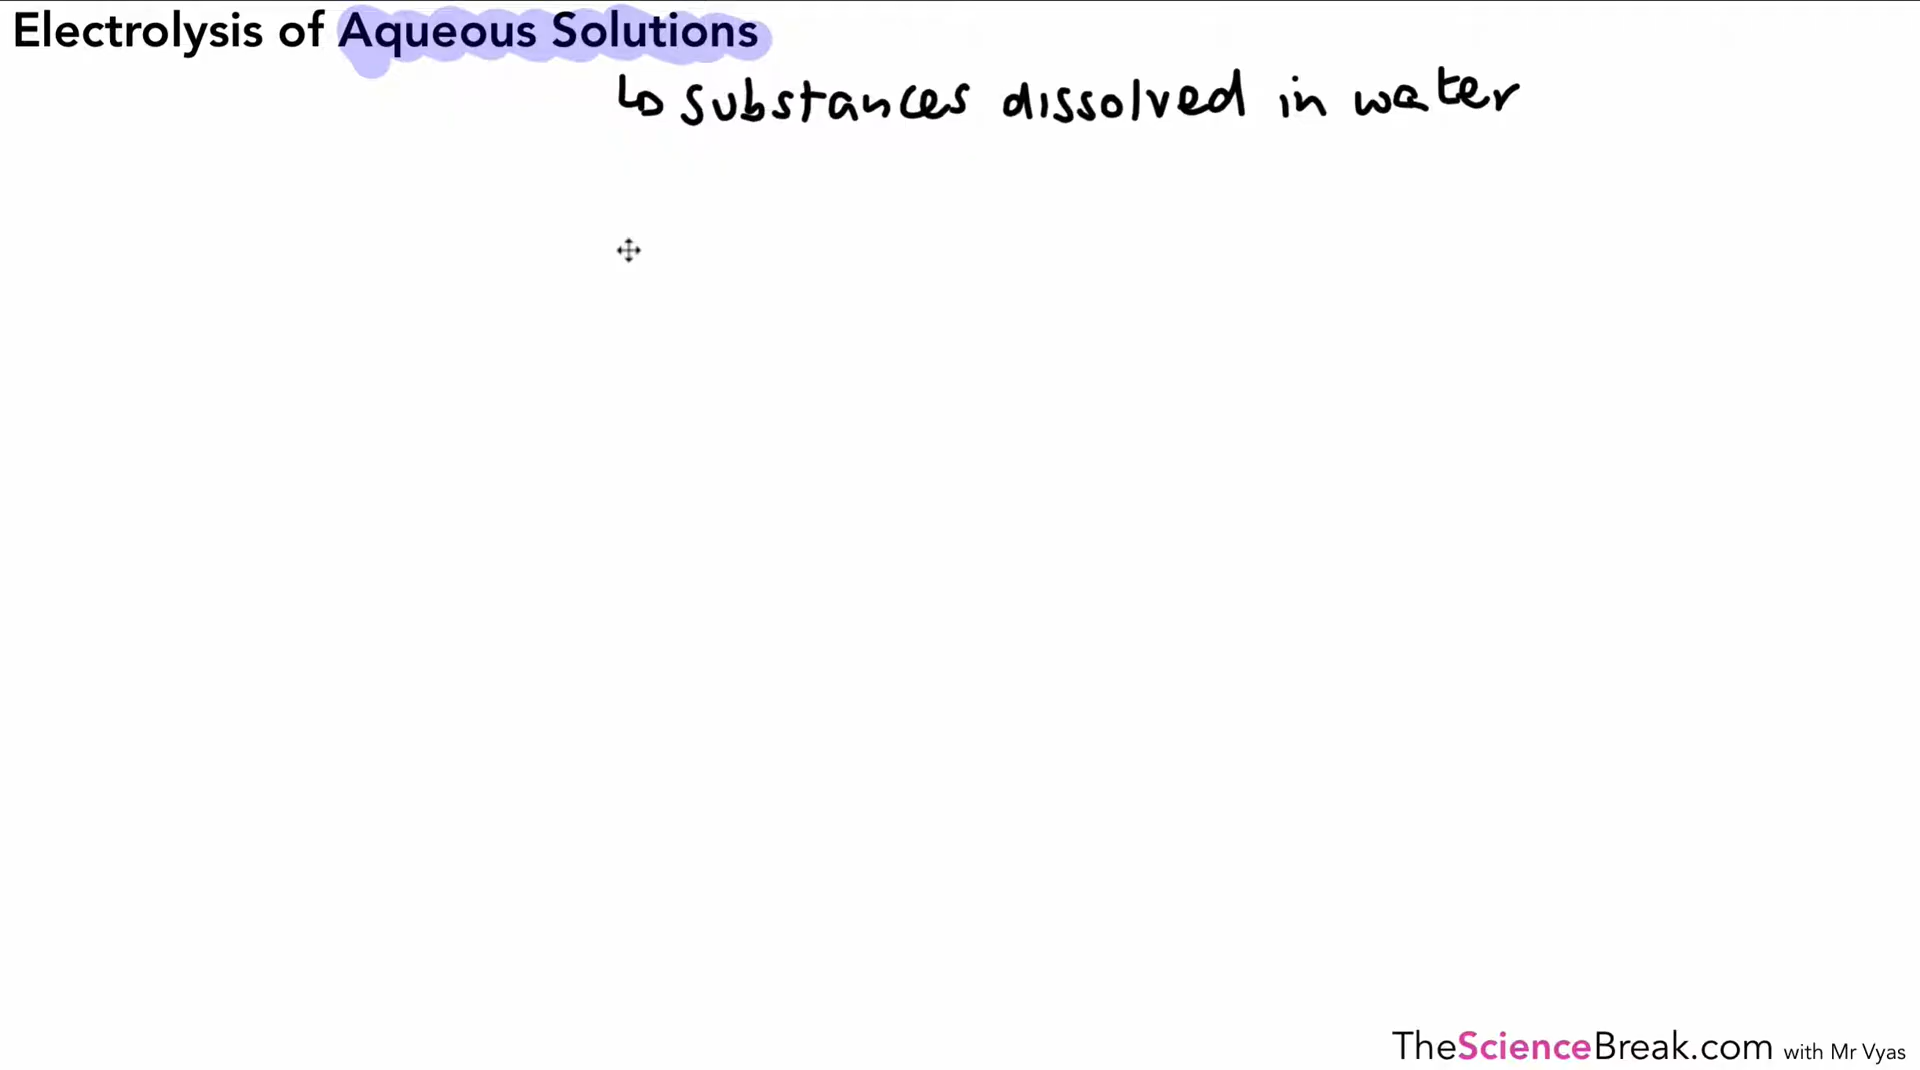 Electrolysis of Aqueous Solutions
↳ substances dissolved in water
TheScienceBreak.com with Mr Vyas